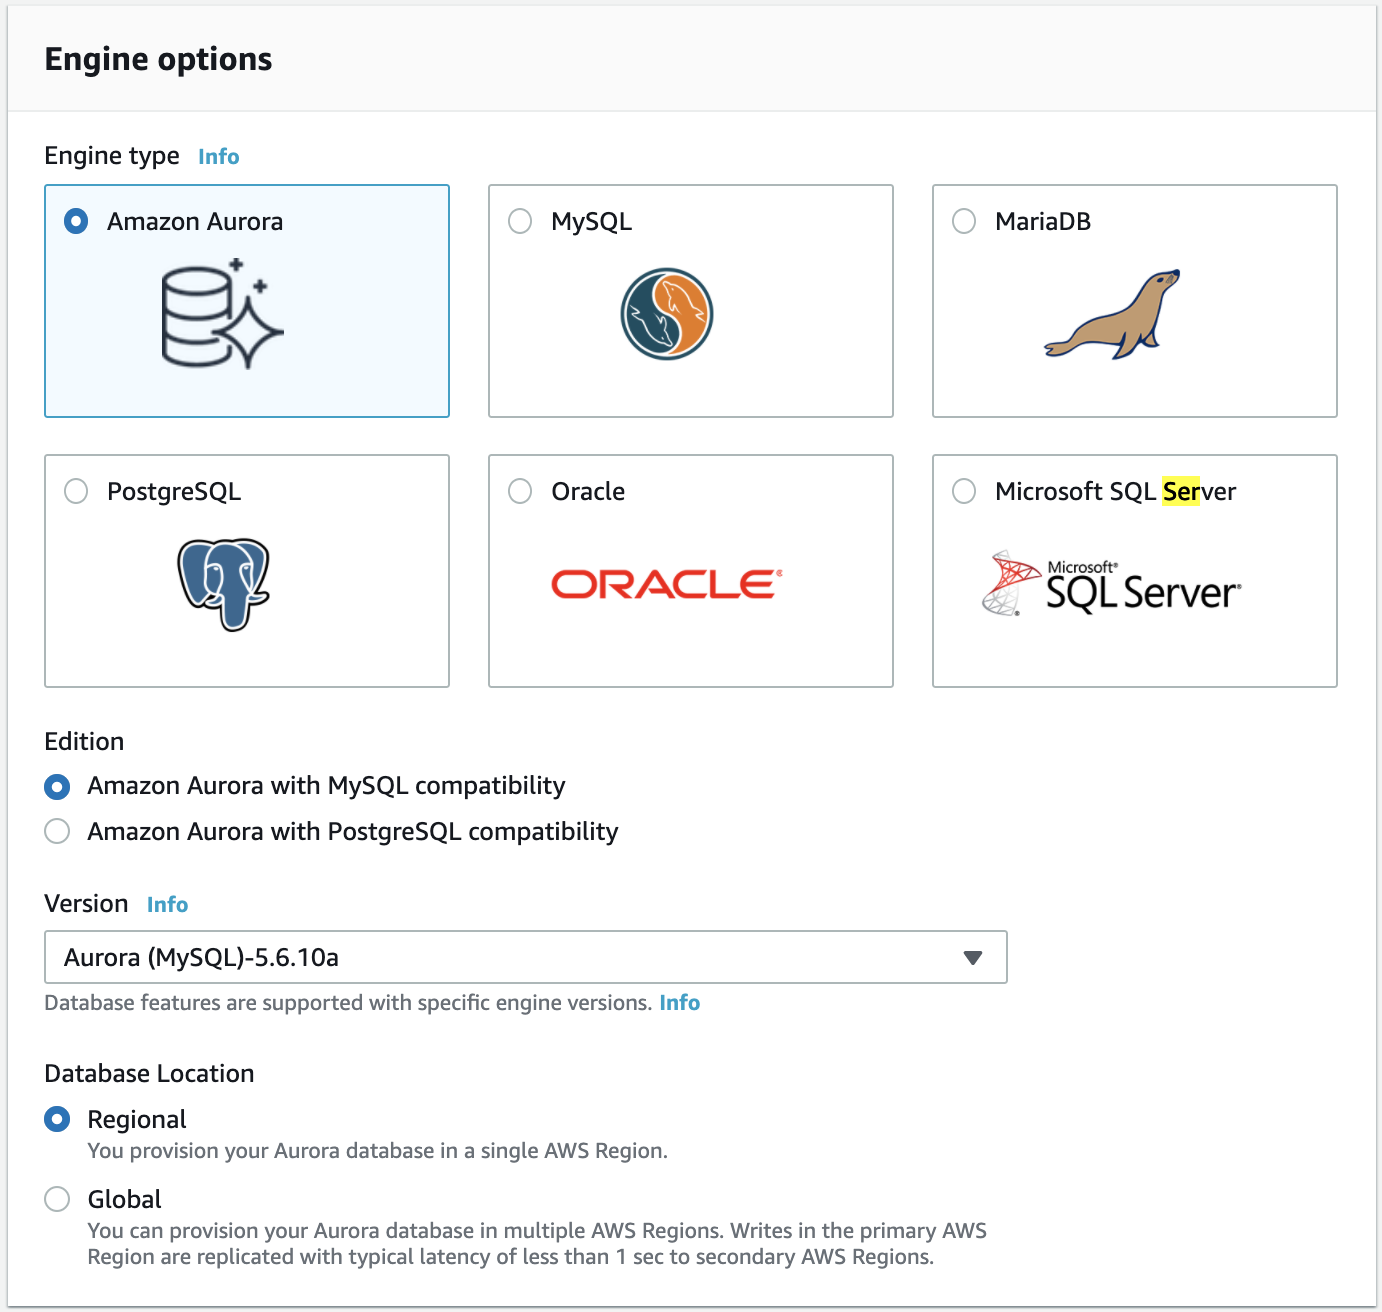 Engine options
Engine type Info
Amazon Aurora
MySQL
MariaDB
PostgreSQL
Oracle
ORACLE®
Microsoft SQL Server
Microsoft®
SQL Server®
Edition
Amazon Aurora with MySQL compatibility
Amazon Aurora with PostgreSQL compatibility
Version Info
Aurora (MySQL)-5.6.10a
Database features are supported with specific engine versions. Info
Database Location
Regional
You provision your Aurora database in a single AWS Region.
Global
You can provision your Aurora database in multiple AWS Regions. Writes in the primary AWS
Region are replicated with typical latency of less than 1 sec to secondary AWS Regions.